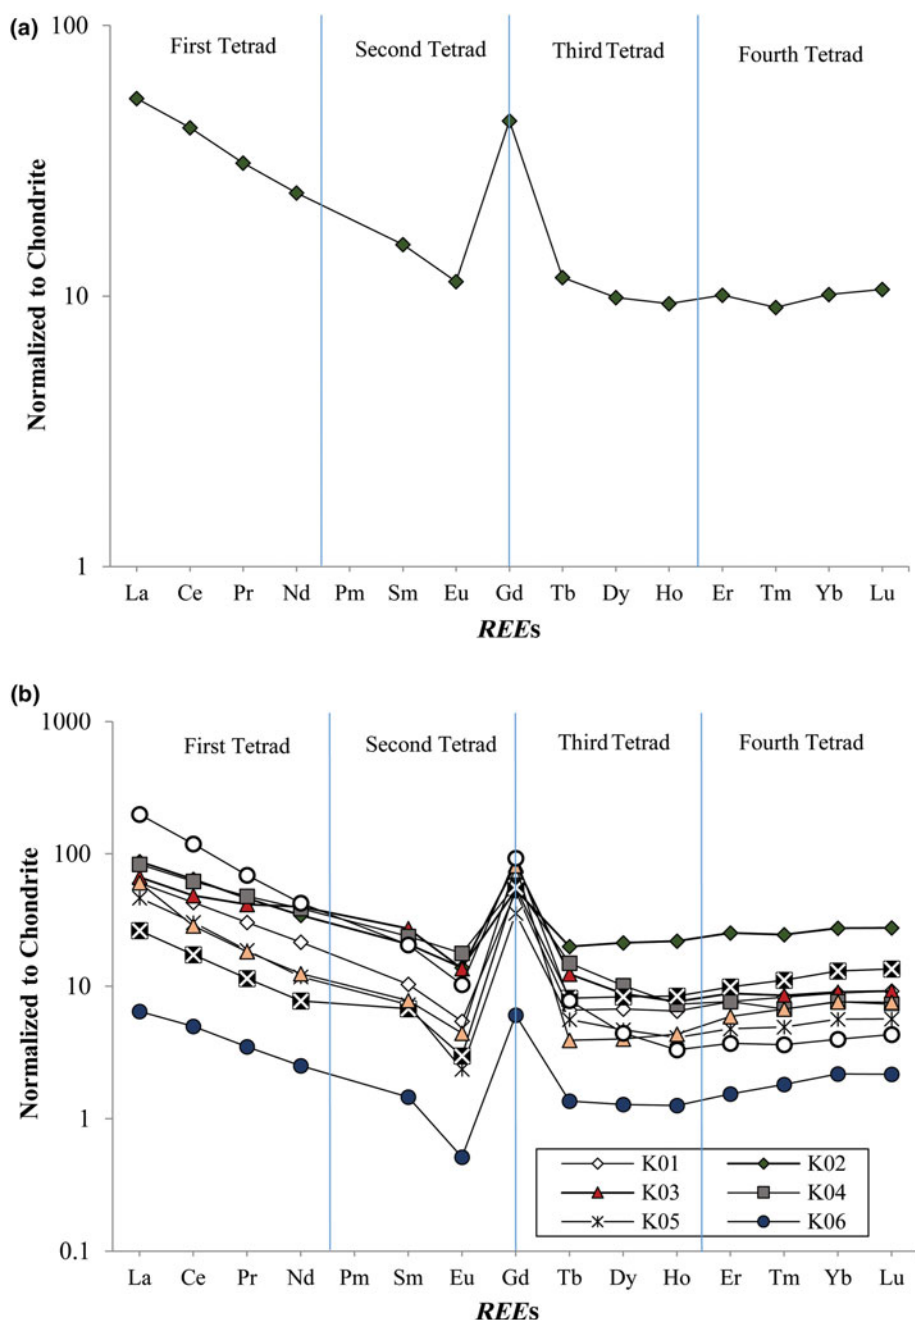 (a)
100
10
1
Normalized to Chondrite
First Tetrad Second Tetrad Third Tetrad Fourth Tetrad
La Ce Pr Nd Pm Sm Eu Gd Tb Dy Ho Er Tm Yb Lu
REEs
(b)
1000
100
10
1
0.1
Normalized to Chondrite
First Tetrad Second Tetrad Third Tetrad Fourth Tetrad
K01 K02
K03 K04
K05 K06
La Ce Pr Nd Pm Sm Eu Gd Tb Dy Ho Er Tm Yb Lu
REEs